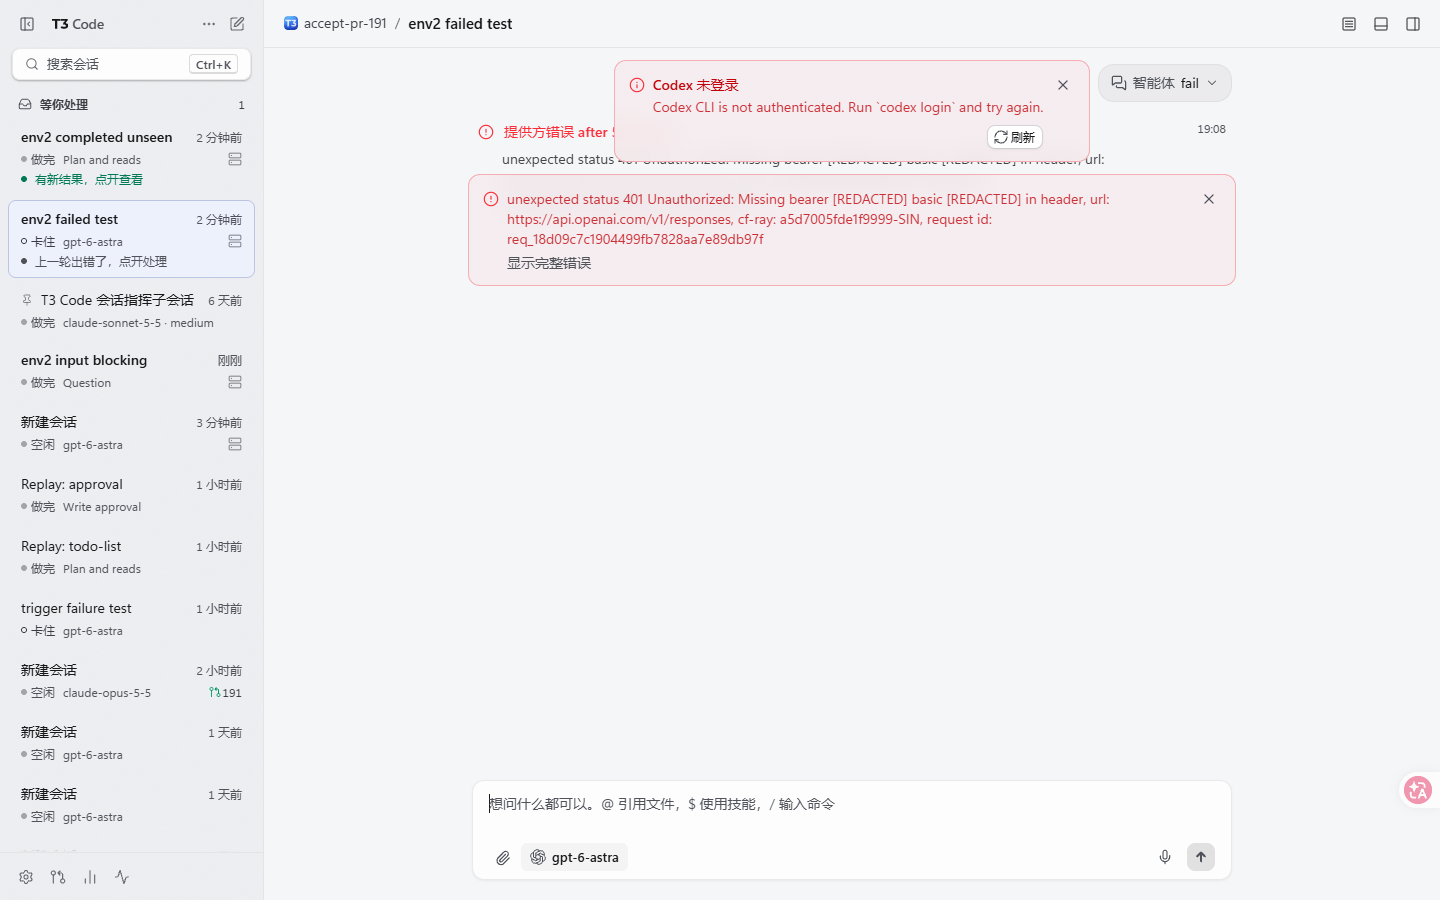 T3 Code
搜索会话
Ctrl+K
等你处理
1
env2 completed unseen
2 分钟前
做完 Plan and reads
有新结果，点开查看
env2 failed test
2 分钟前
卡住 gpt-6-astra
上一轮出错了，点开处理
T3 Code 会话指挥子会话
6 天前
做完 claude-sonnet-5-5 · medium
env2 input blocking
刚刚
做完 Question
新建会话
3 分钟前
空闲 gpt-6-astra
Replay: approval
1 小时前
做完 Write approval
Replay: todo-list
1 小时前
做完 Plan and reads
trigger failure test
1 小时前
卡住 gpt-6-astra
新建会话
2 小时前
空闲 claude-opus-5-5
191
新建会话
1 天前
空闲 gpt-6-astra
新建会话
1 天前
空闲 gpt-6-astra
T3 accept-pr-191 / env2 failed test
Codex 未登录
Codex CLI is not authenticated. Run `codex login` and try again.
刷新
智能体 fail
提供方错误 after
19:08
unexpected status 401 Unauthorized: Missing bearer [REDACTED] basic [REDACTED] in header, url:
unexpected status 401 Unauthorized: Missing bearer [REDACTED] basic [REDACTED] in header, url:
https://api.openai.com/v1/responses, cf-ray: a5d7005fde1f9999-SIN, request id:
req_18d09c7c1904499fb7828aa7e89db97f
显示完整错误
想问什么都可以。@ 引用文件，$ 使用技能，/ 输入命令
gpt-6-astra